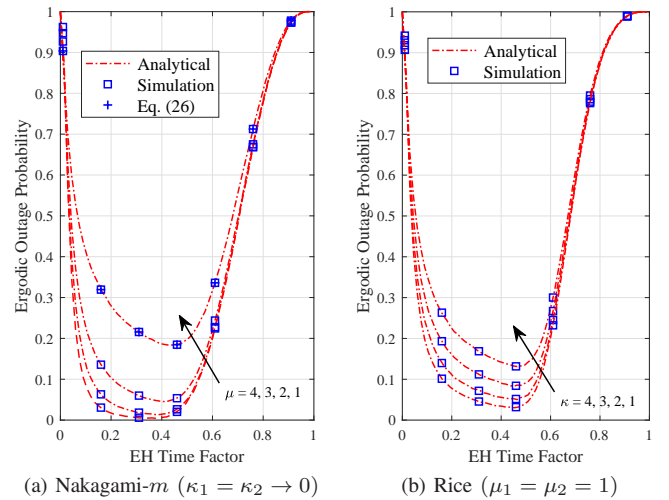 1
0.9
0.8
0.7
0.6
0.5
0.4
0.3
0.2
0.1
0
Ergodic Outage Probability
Analytical
Simulation
Eq. (26)
μ = 4, 3, 2, 1
0 0.2 0.4 0.6 0.8 1
EH Time Factor
(a) Nakagami-m (κ1 = κ2 → 0)
1
0.9
0.8
0.7
0.6
0.5
0.4
0.3
0.2
0.1
0
Ergodic Outage Probability
Analytical
Simulation
κ = 4, 3, 2, 1
0 0.2 0.4 0.6 0.8 1
EH Time Factor
(b) Rice (μ1 = μ2 = 1)